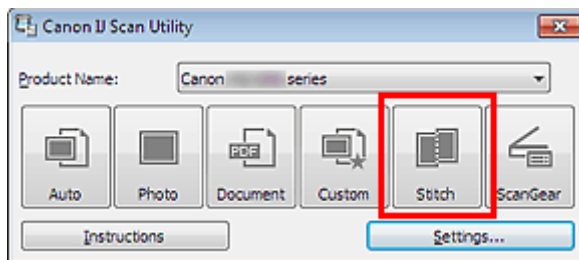 Canon IJ Scan Utility
Product Name: Canon series
PDF
Auto Photo Document Custom Stitch ScanGear
Instructions Settings...